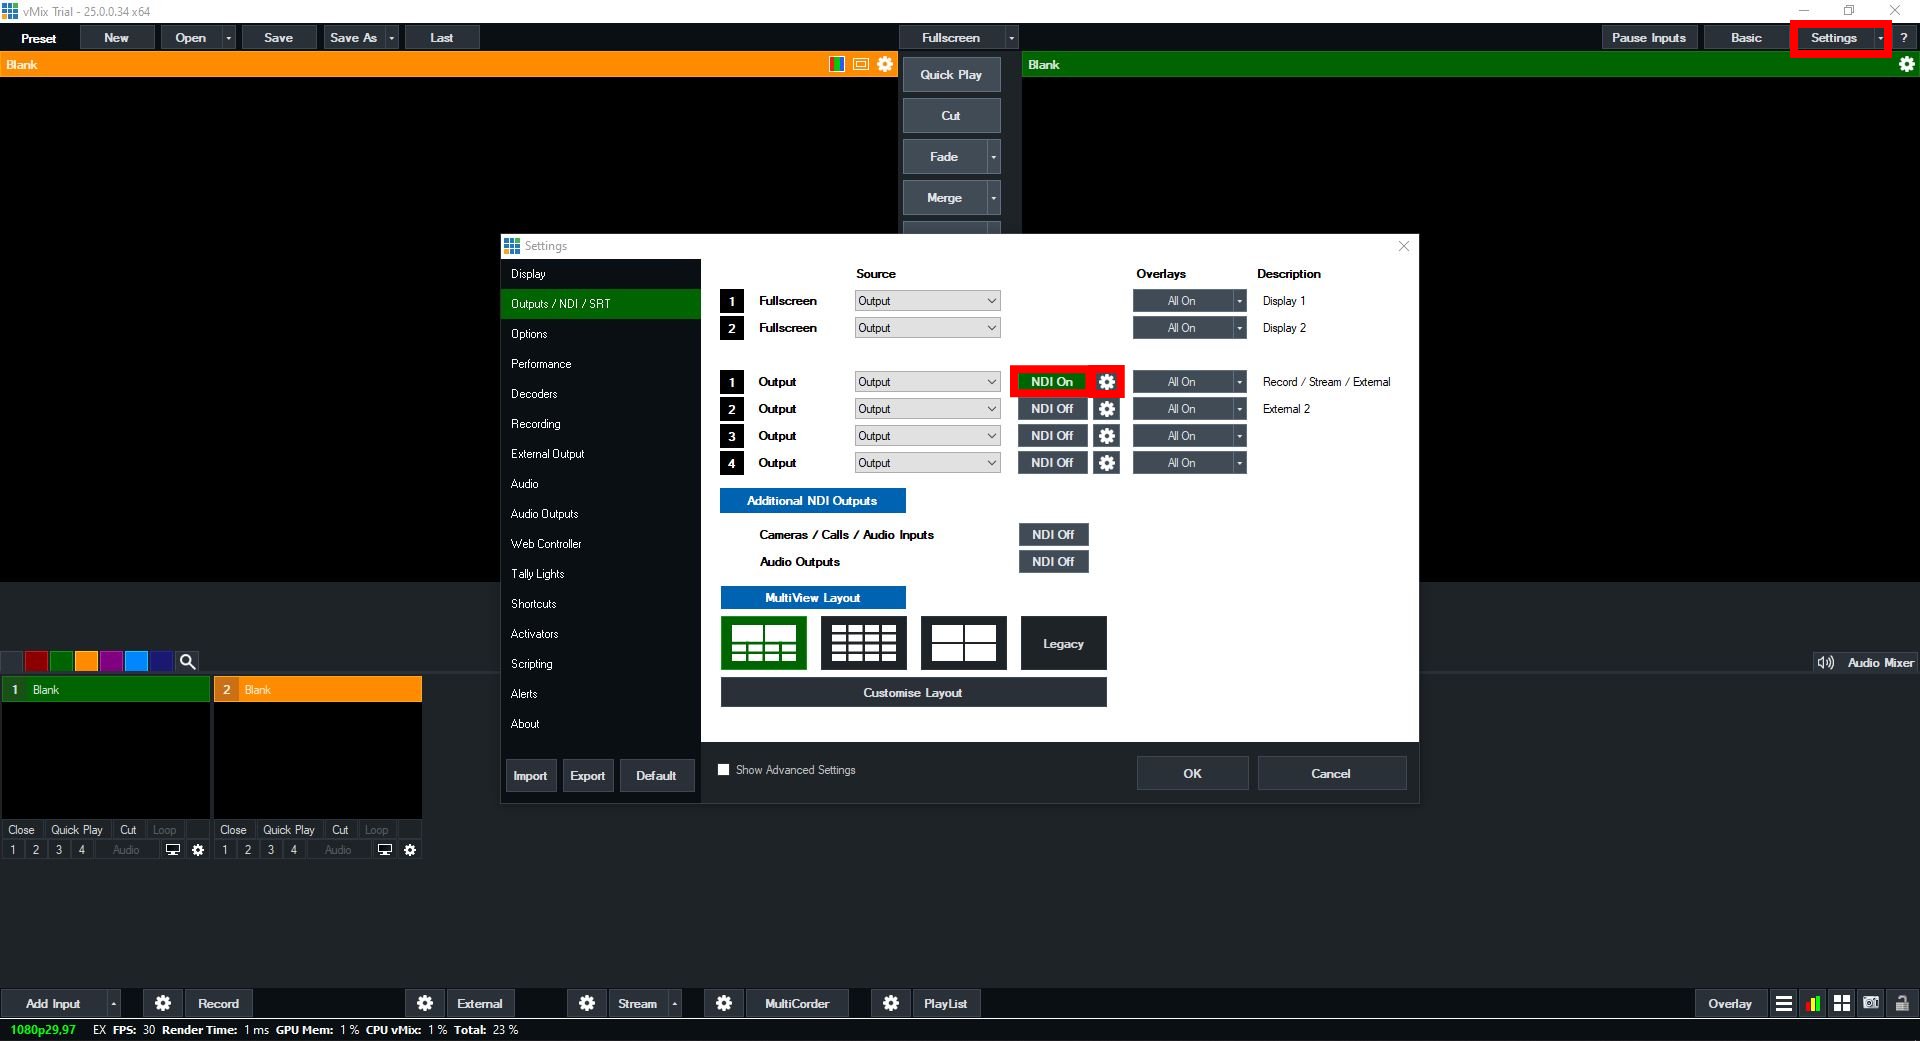 vMix Trial - 25.0.0.34 x64
Preset New Open Save Save As Last Fullscreen Pause Inputs Basic Settings ?
Blank
Blank
Quick Play
Cut
Fade
Merge
Settings
Display
Outputs / NDI / SRT
Options
Performance
Decoders
Recording
External Output
Audio
Audio Outputs
Web Controller
Tally Lights
Shortcuts
Activators
Scripting
Alerts
About
Import Export Default
Source Overlays Description
1 Fullscreen Output All On Display 1
2 Fullscreen Output All On Display 2
1 Output Output NDI On All On Record / Stream / External
2 Output Output NDI Off All On External 2
3 Output Output NDI Off All On
4 Output Output NDI Off All On
Additional NDI Outputs
Cameras / Calls / Audio Inputs NDI Off
Audio Outputs NDI Off
MultiView Layout
Legacy
Customise Layout
Show Advanced Settings OK Cancel
Audio Mixer
1 Blank 2 Blank
Close Quick Play Cut Loop Close Quick Play Cut Loop
1 2 3 4 Audio 1 2 3 4 Audio
Add Input Record External Stream MultiCorder PlayList Overlay
1080p29,97 EX FPS: 30 Render Time: 1 ms GPU Mem: 1 % CPU vMix: 1 % Total: 23 %